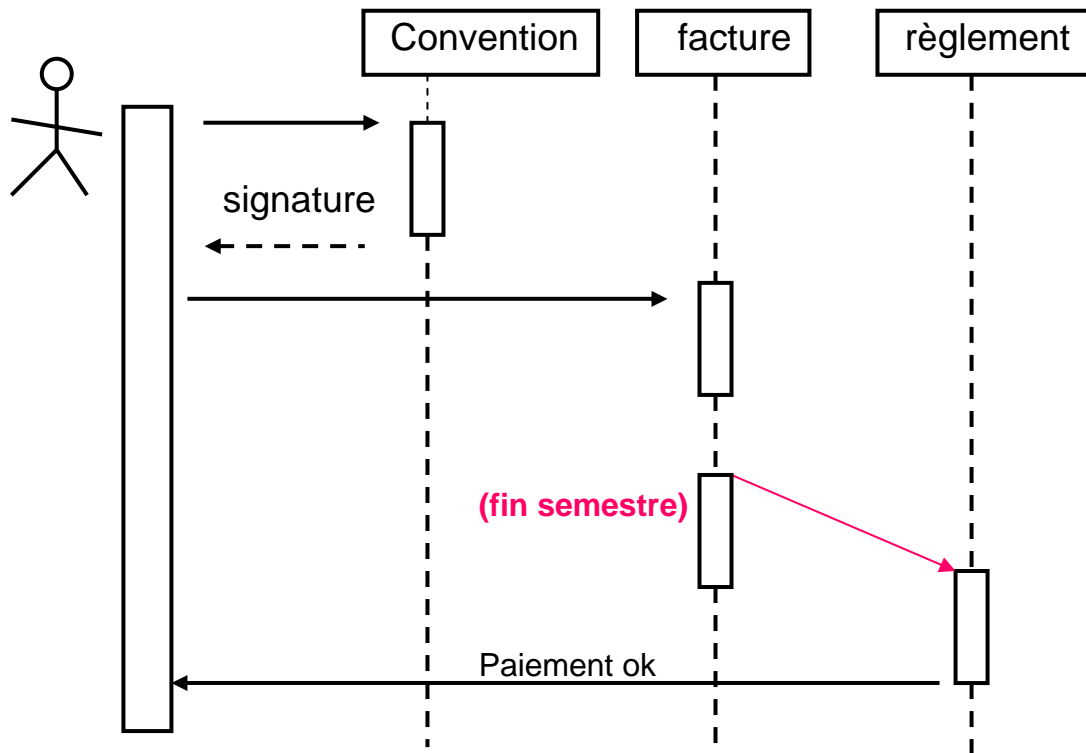 Convention
facture
règlement
signature
(fin semestre)
Paiement ok